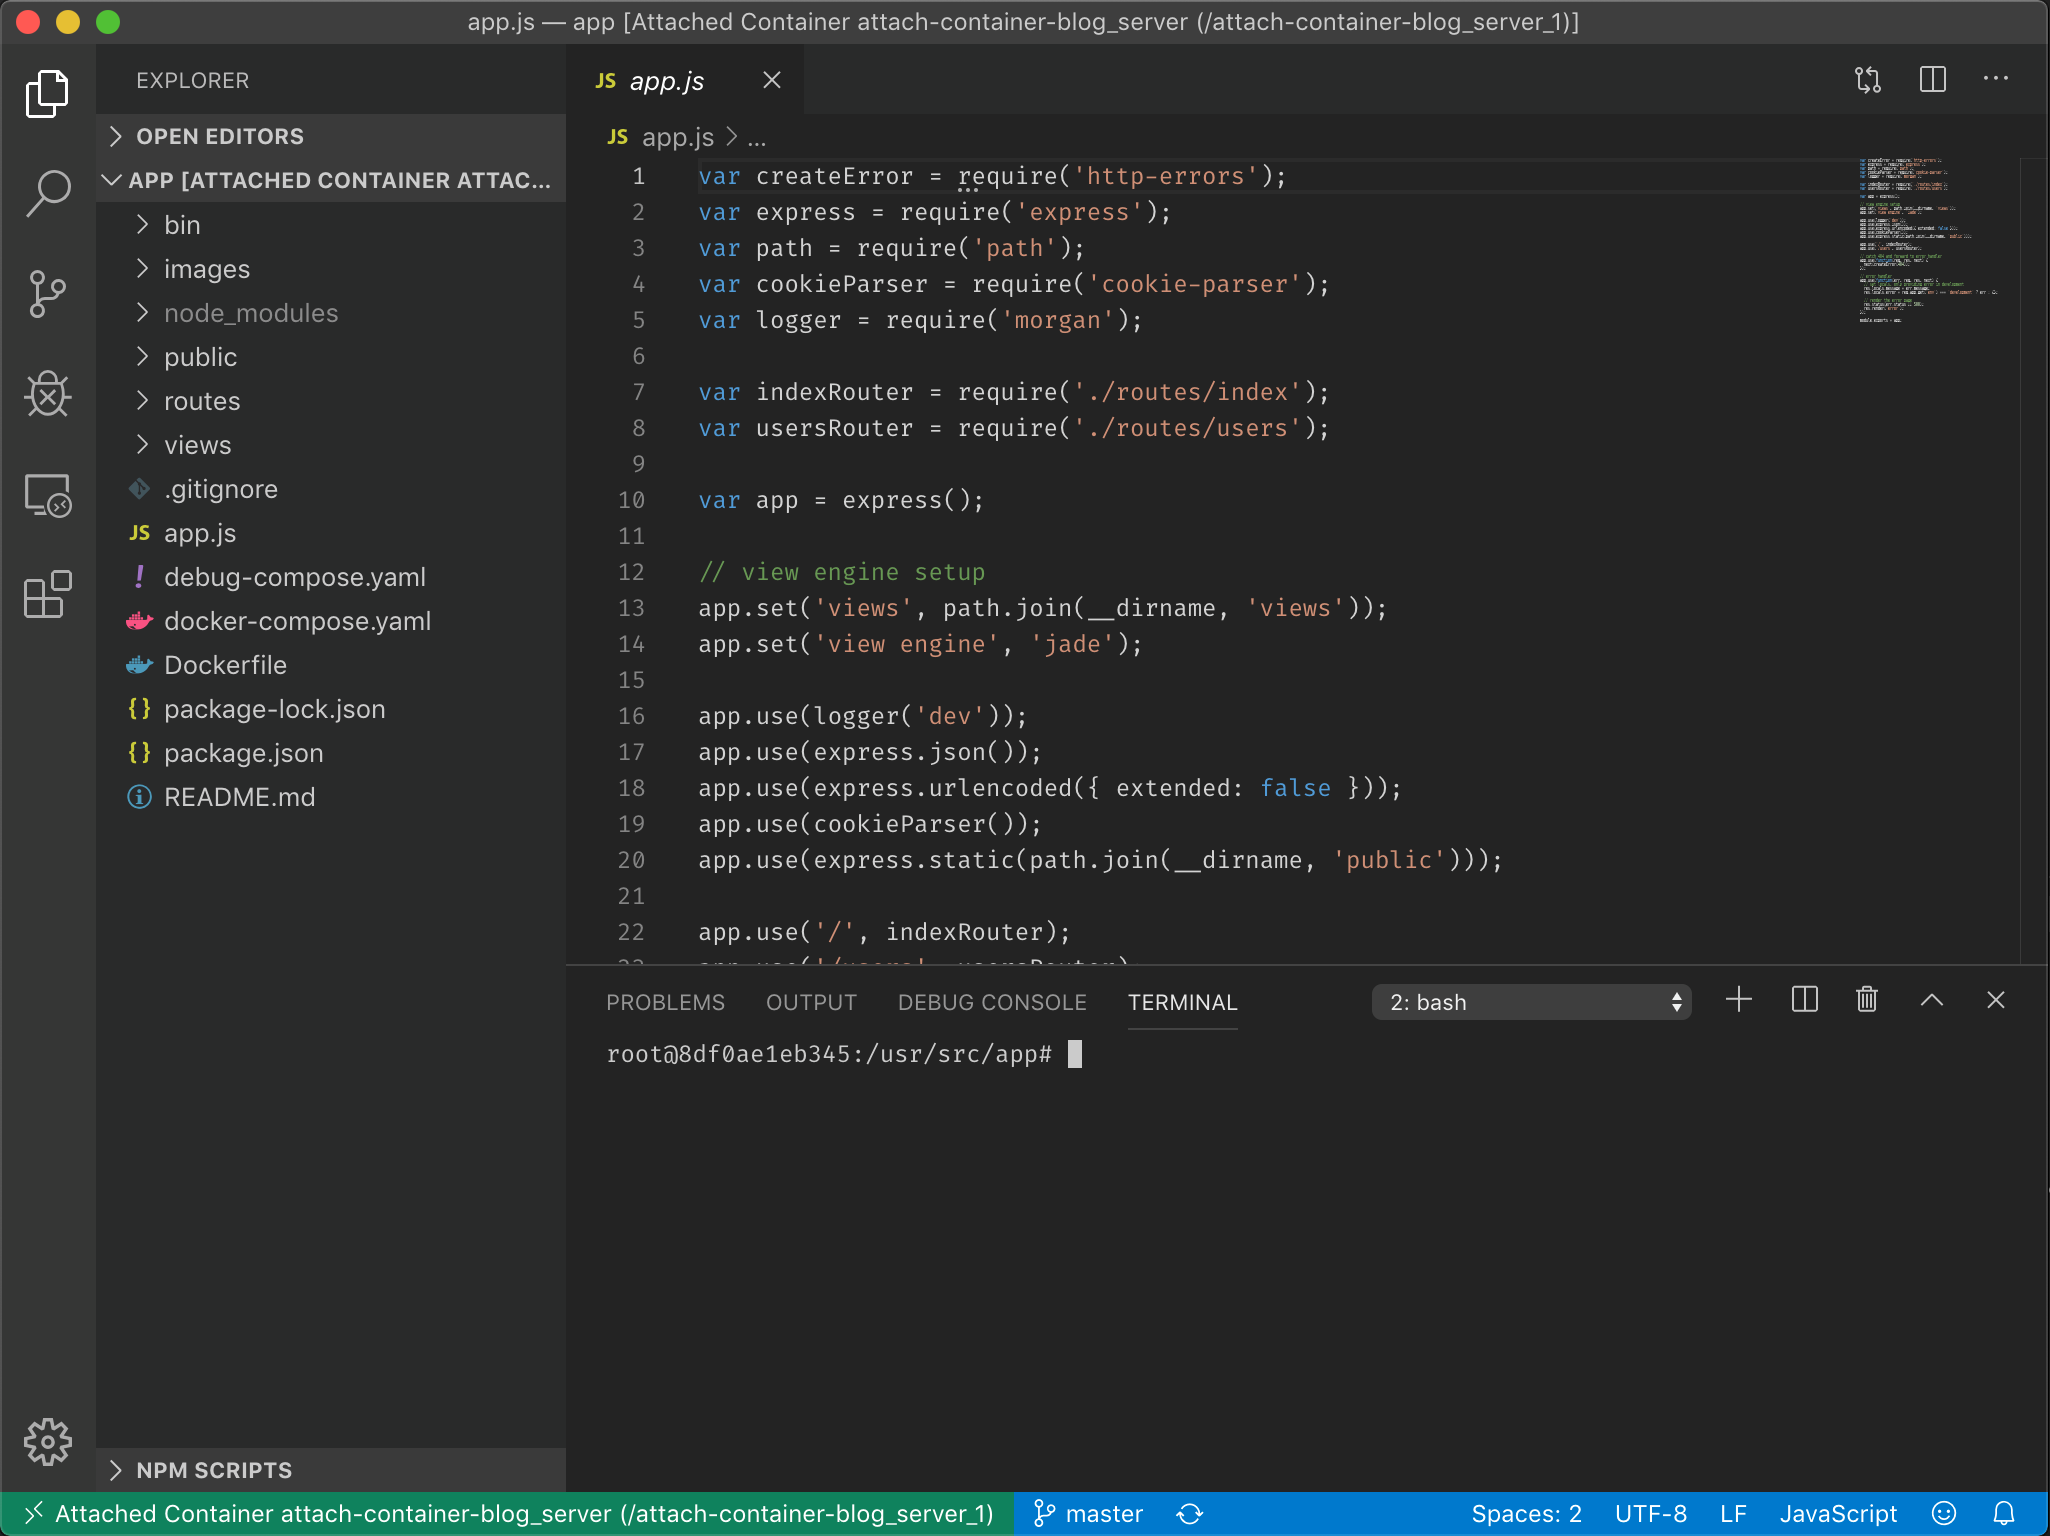 app.js — app [Attached Container attach-container-blog_server (/attach-container-blog_server_1)]
EXPLORER
OPEN EDITORS
APP [ATTACHED CONTAINER ATTAC...
bin
images
node_modules
public
routes
views
.gitignore
JS app.js
! debug-compose.yaml
docker-compose.yaml
Dockerfile
{} package-lock.json
{} package.json
README.md
NPM SCRIPTS
JS app.js
JS app.js > ...
1 var createError = require('http-errors');
2 var express = require('express');
3 var path = require('path');
4 var cookieParser = require('cookie-parser');
5 var logger = require('morgan');
6
7 var indexRouter = require('./routes/index');
8 var usersRouter = require('./routes/users');
9
10 var app = express();
11
12 // view engine setup
13 app.set('views', path.join(__dirname, 'views'));
14 app.set('view engine', 'jade');
15
16 app.use(logger('dev'));
17 app.use(express.json());
18 app.use(express.urlencoded({ extended: false }));
19 app.use(cookieParser());
20 app.use(express.static(path.join(__dirname, 'public')));
21
22 app.use('/', indexRouter);
23 app.use('/users', usersRouter);
PROBLEMS OUTPUT DEBUG CONSOLE TERMINAL 2: bash
root@8df0ae1eb345:/usr/src/app#
Attached Container attach-container-blog_server (/attach-container-blog_server_1) master Spaces: 2 UTF-8 LF JavaScript